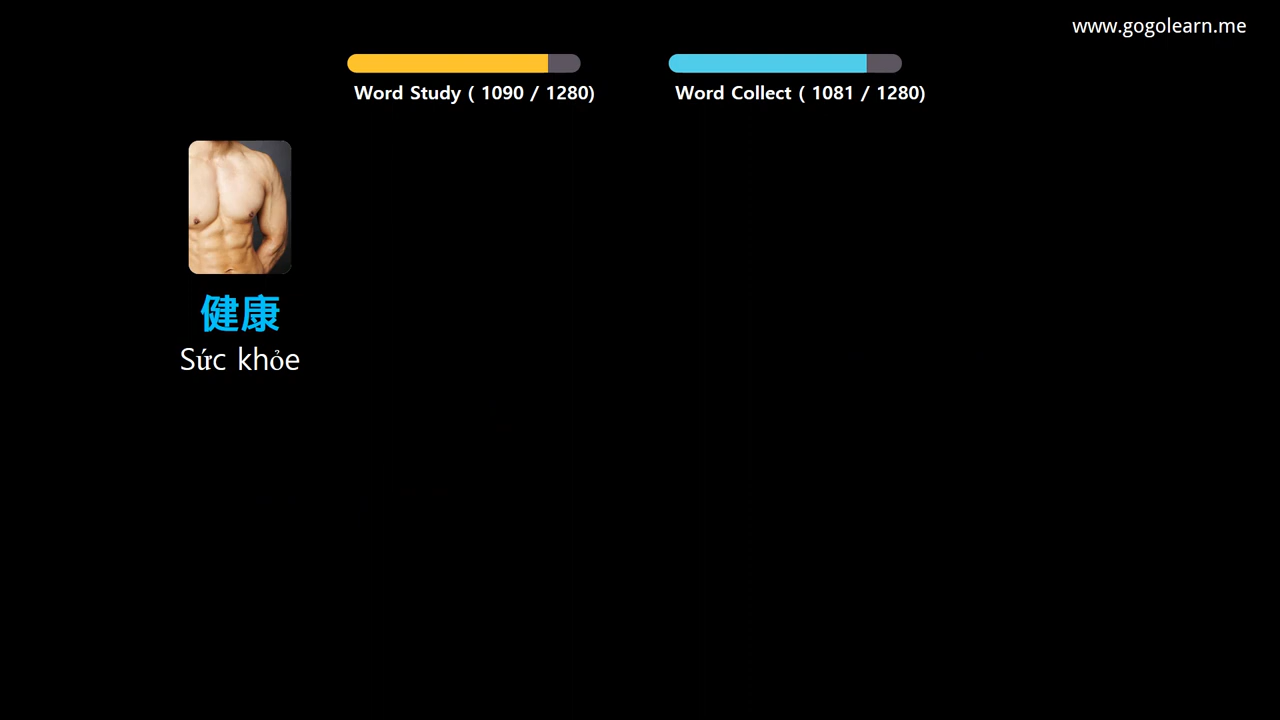 www.gogolearn.me
Word Study ( 1090 / 1280)
Word Collect ( 1081 / 1280)
健康
Sức khỏe